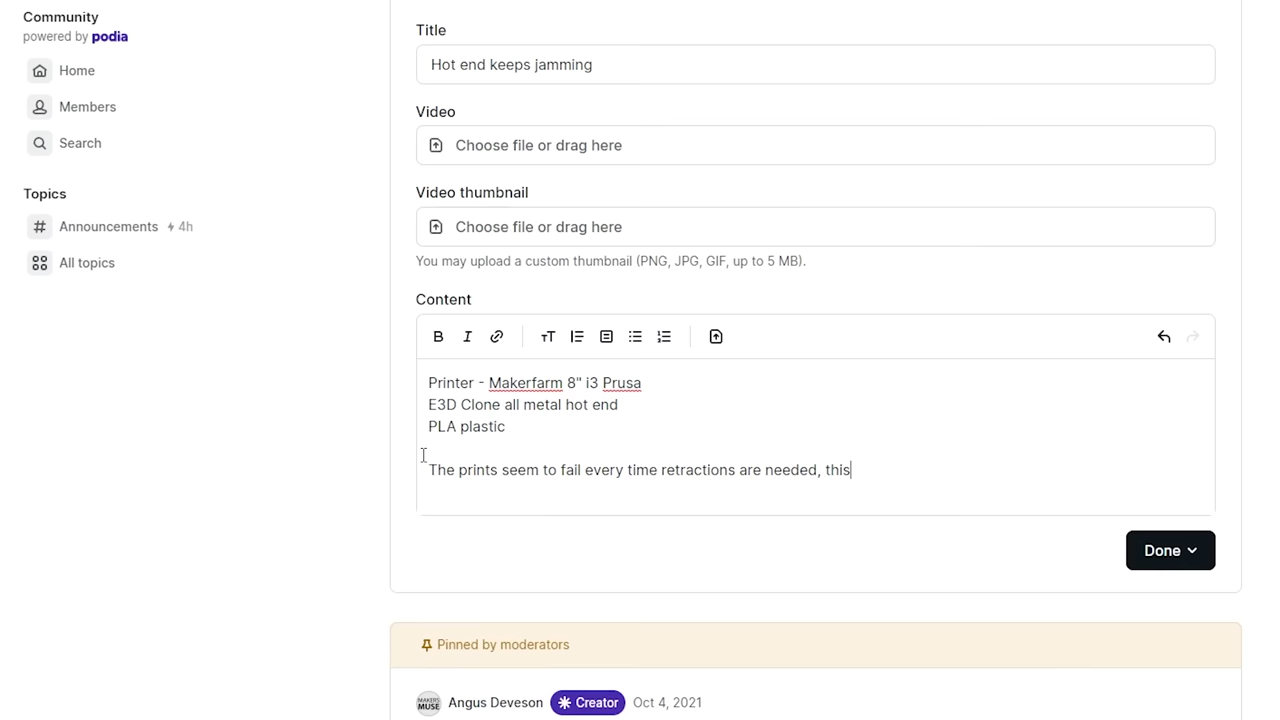 Community
powered by podia
Home
Members
Search
Topics
Announcements 4h
All topics
Title
Hot end keeps jamming
Video
Choose file or drag here
Video thumbnail
Choose file or drag here
You may upload a custom thumbnail (PNG, JPG, GIF, up to 5 MB).
Content
B I TT
Printer - Makerfarm 8" i3 Prusa
E3D Clone all metal hot end
PLA plastic
The prints seem to fail every time retractions are needed, this
Done
Pinned by moderators
MAKERS
MUSE
Angus Deveson Creator Oct 4, 2021